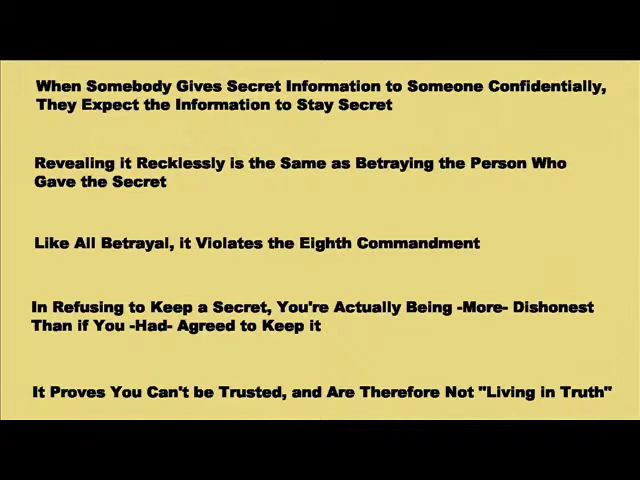 When Somebody Gives Secret Information to Someone Confidentially,
They Expect the Information to Stay Secret
Revealing it Recklessly is the Same as Betraying the Person Who
Gave the Secret
Like All Betrayal, it Violates the Eighth Commandment
In Refusing to Keep a Secret, You're Actually Being -More- Dishonest
Than if You -Had- Agreed to Keep it
It Proves You Can't be Trusted, and Are Therefore Not "Living in Truth"